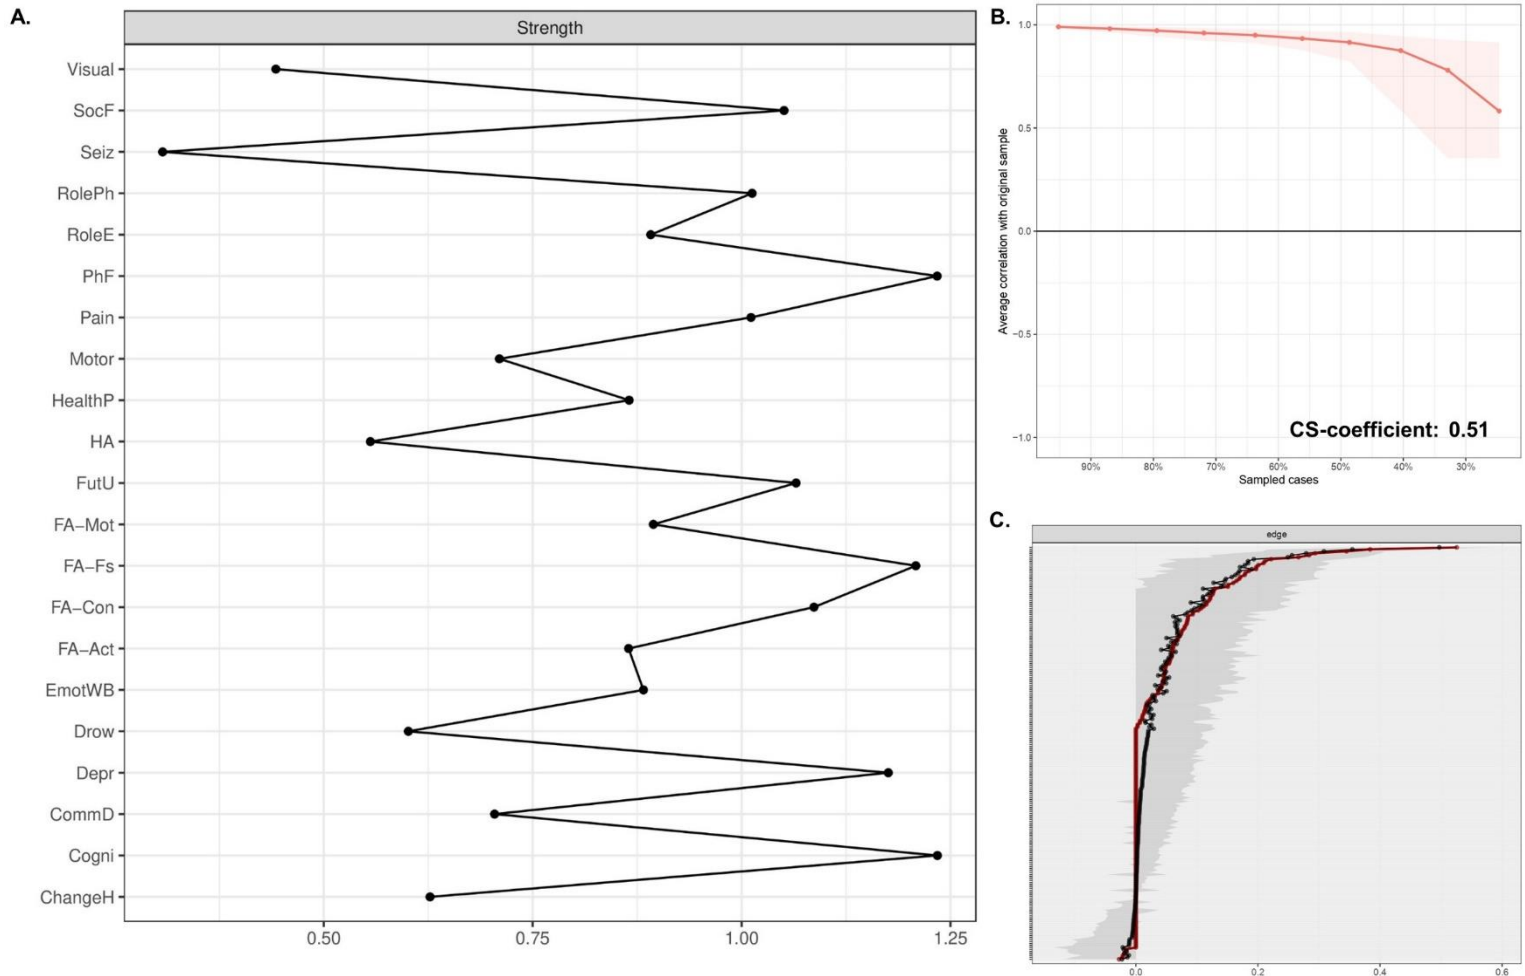 A.
Strength
Visual
SocF
Seiz
RolePh
RoleE
PhF
Pain
Motor
HealthP
HA
FutU
FA−Mot
FA−Fs
FA−Con
FA−Act
EmotWB
Drow
Depr
CommD
Cogni
ChangeH
0.50 0.75 1.00 1.25
B.
Average correlation with original sample
1.0
0.5
0.0
−0.5
−1.0
CS-coefficient: 0.51
90% 80% 70% 60% 50% 40% 30%
Sampled cases
C.
edge
0.0 0.2 0.4 0.6